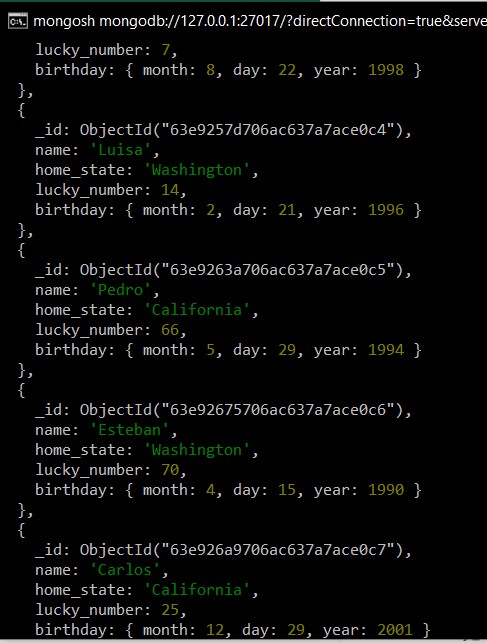 mongosh mongodb://127.0.0.1:27017/?directConnection=true&serve
lucky_number: 7,
birthday: { month: 8, day: 22, year: 1998 }
},
{
_id: ObjectId("63e9257d706ac637a7ace0c4"),
name: 'Luisa',
home_state: 'Washington',
lucky_number: 14,
birthday: { month: 2, day: 21, year: 1996 }
},
{
_id: ObjectId("63e9263a706ac637a7ace0c5"),
name: 'Pedro',
home_state: 'California',
lucky_number: 66,
birthday: { month: 5, day: 29, year: 1994 }
},
{
_id: ObjectId("63e92675706ac637a7ace0c6"),
name: 'Esteban',
home_state: 'Washington',
lucky_number: 70,
birthday: { month: 4, day: 15, year: 1990 }
},
{
_id: ObjectId("63e926a9706ac637a7ace0c7"),
name: 'Carlos',
home_state: 'California',
lucky_number: 25,
birthday: { month: 12, day: 29, year: 2001 }